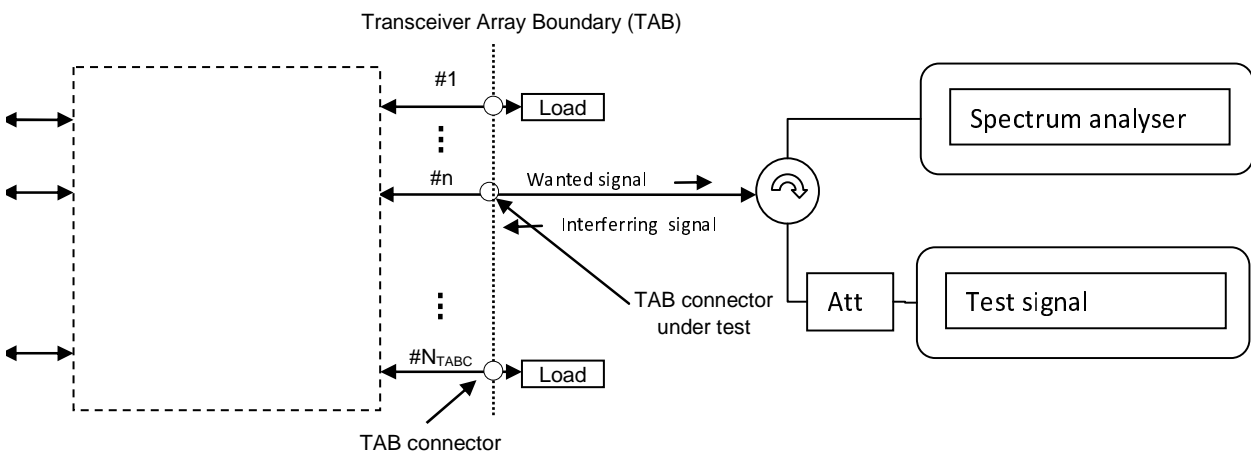 Transceiver Array Boundary (TAB)
#1
Load
⋮
Spectrum analyser
#n
Wanted signal
Interferring signal
⋮
TAB connector
under test
Att
Test signal
#NTABC
Load
TAB connector